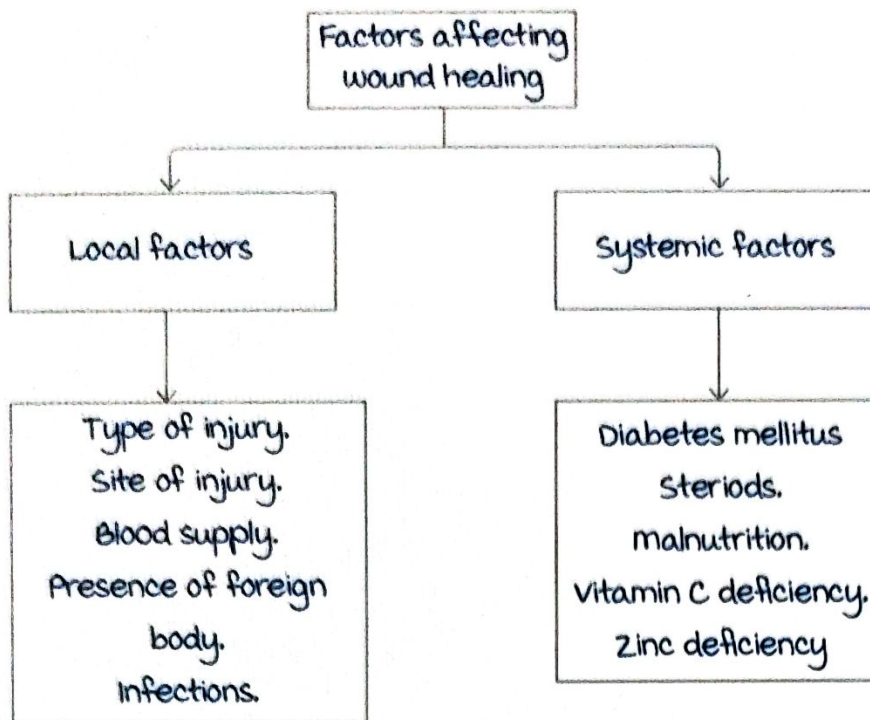 Factors affecting
wound healing
Local factors
Systemic factors
Type of injury.
Site of injury.
Blood supply.
Presence of foreign
body.
Infections.
Diabetes mellitus
Steriods.
malnutrition.
Vitamin C deficiency.
Zinc deficiency